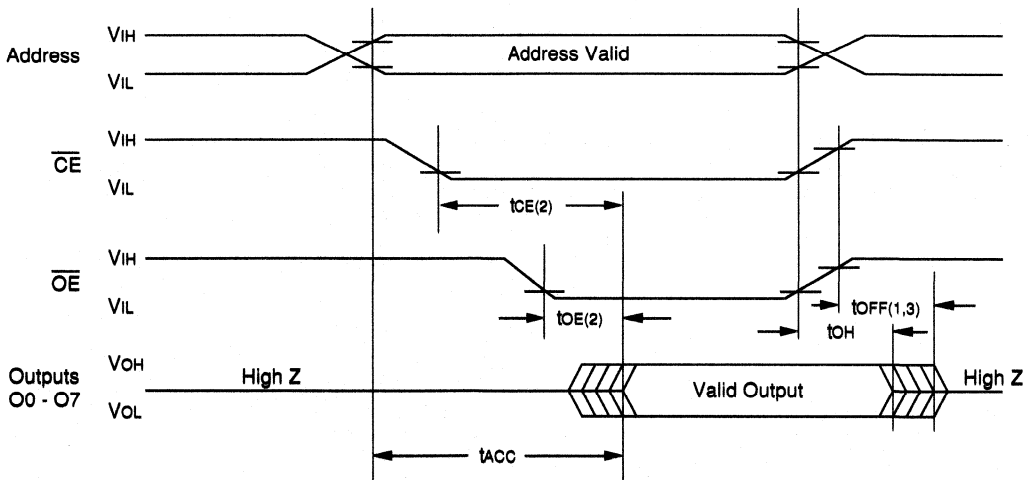 Address
VIH
VIL
Address Valid
CE
VIH
VIL
tCE(2)
OE
VIH
VIL
tOE(2)
tOFF(1,3)
tOH
Outputs
O0 - O7
VOH
VOL
High Z
Valid Output
High Z
tACC